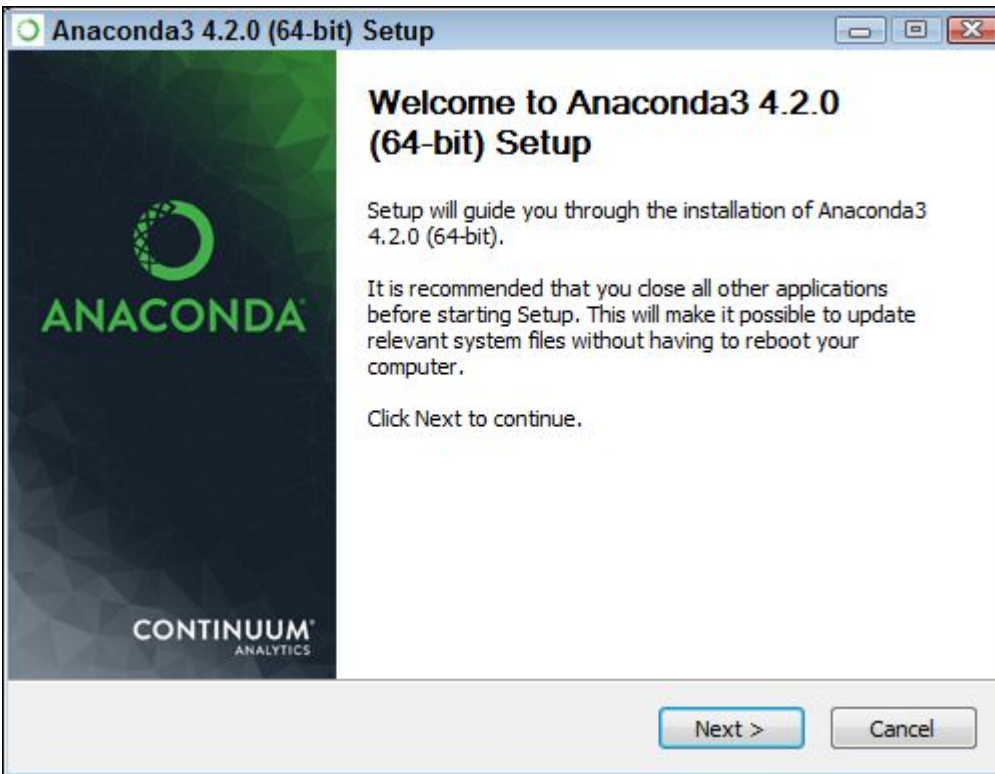 Anaconda3 4.2.0 (64-bit) Setup
Welcome to Anaconda3 4.2.0
(64-bit) Setup
Setup will guide you through the installation of Anaconda3
4.2.0 (64-bit).
It is recommended that you close all other applications
before starting Setup. This will make it possible to update
relevant system files without having to reboot your
computer.
Click Next to continue.
ANACONDA
CONTINUUM
ANALYTICS
Next >
Cancel